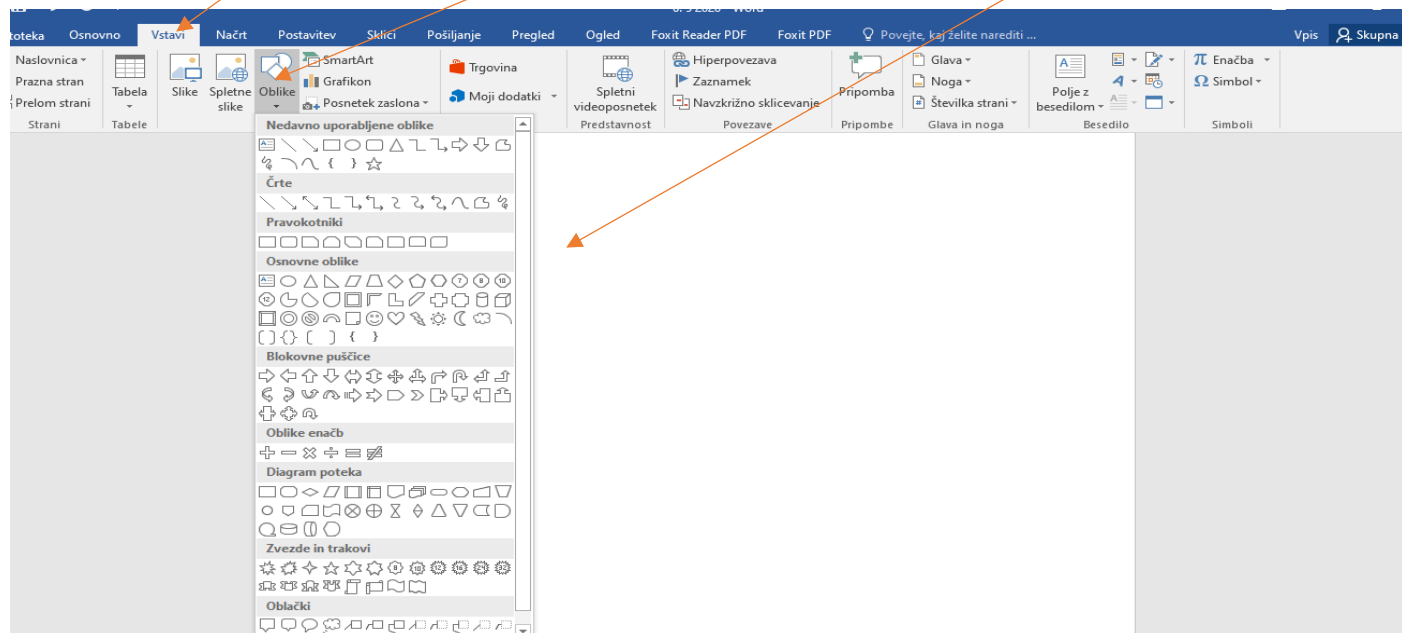 toteka Osnovno Vstavi Načrt Postavitev Sklici Pošiljanje Pregled Ogled Foxit Reader PDF Foxit PDF Povejte, kaj želite narediti ... Vpis Skupna
Naslovnica
Prazna stran
Prelom strani
Strani
Tabela
Tabele
Slike
Spletne
slike
Oblike
SmartArt
Grafikon
Posnetek zaslona
Trgovina
Moji dodatki
Spletni
videoposnetek
Predstavnost
Hiperpovezava
Zaznamek
Navzkrižno sklicevanje
Povezave
Pripomba
Pripombe
Glava
Noga
Številka strani
Glava in noga
Polje z
besedilom
Besedilo
π Enačba
Ω Simbol
Simboli
Nedavno uporabljene oblike
Črte
Pravokotniki
Osnovne oblike
Blokovne puščice
Oblike enačb
Diagram poteka
Zvezde in trakovi
Oblački